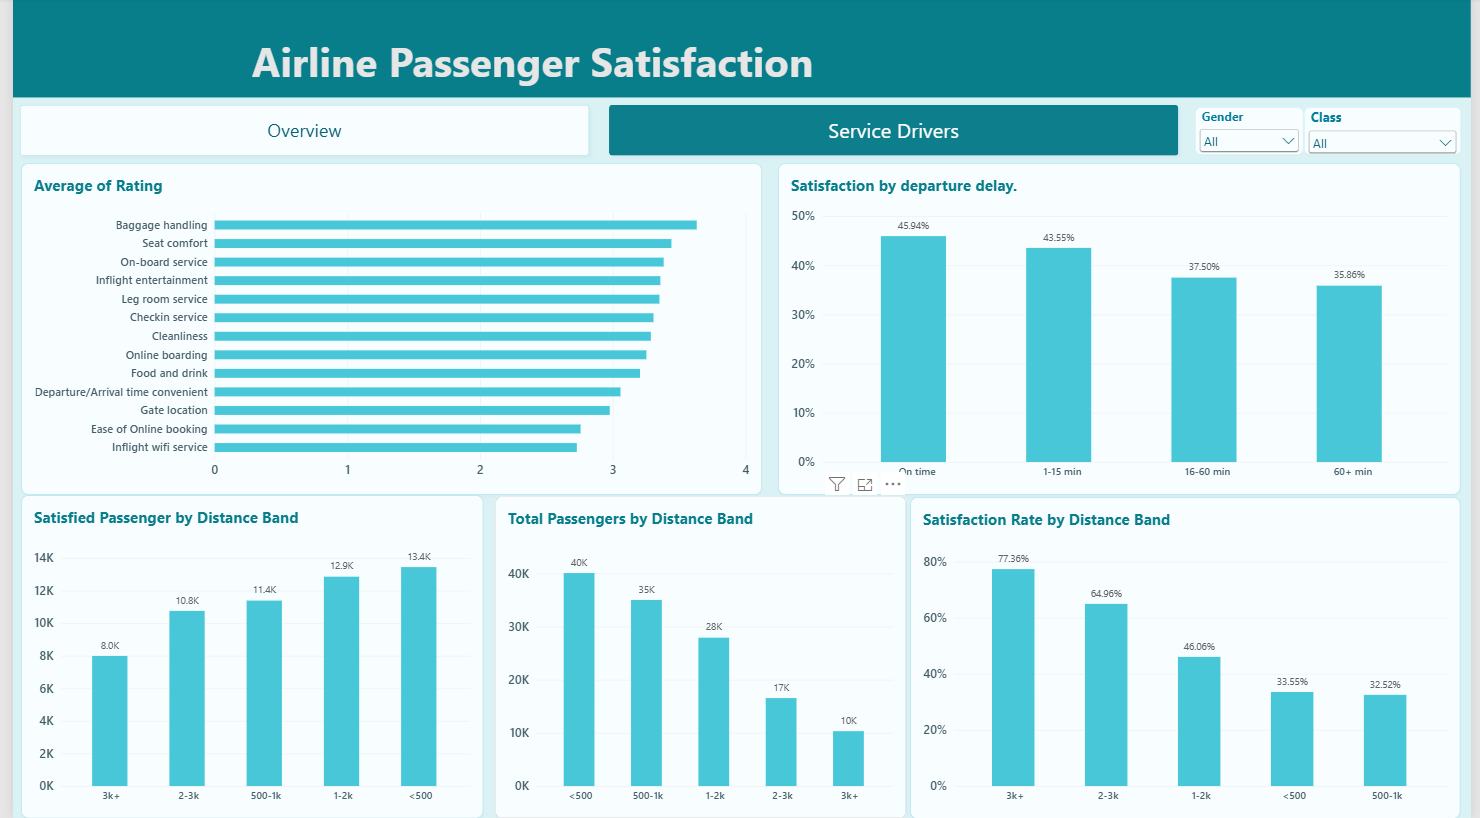 Airline Passenger Satisfaction
Overview
Service Drivers
Gender
All
Class
All
Average of Rating
Baggage handling
Seat comfort
On-board service
Inflight entertainment
Leg room service
Checkin service
Cleanliness
Online boarding
Food and drink
Departure/Arrival time convenient
Gate location
Ease of Online booking
Inflight wifi service
0 1 2 3 4
Satisfaction by departure delay.
50%
40%
30%
20%
10%
0%
45.94% 43.55% 37.50% 35.86%
On time 1-15 min 16-60 min 60+ min
Satisfied Passenger by Distance Band
14K
12K
10K
8K
6K
4K
2K
0K
8.0K 10.8K 11.4K 12.9K 13.4K
3k+ 2-3k 500-1k 1-2k <500
Total Passengers by Distance Band
40K
30K
20K
10K
0K
40K 35K 28K 17K 10K
<500 500-1k 1-2k 2-3k 3k+
Satisfaction Rate by Distance Band
80%
60%
40%
20%
0%
77.36% 64.96% 46.06% 33.55% 32.52%
3k+ 2-3k 1-2k <500 500-1k